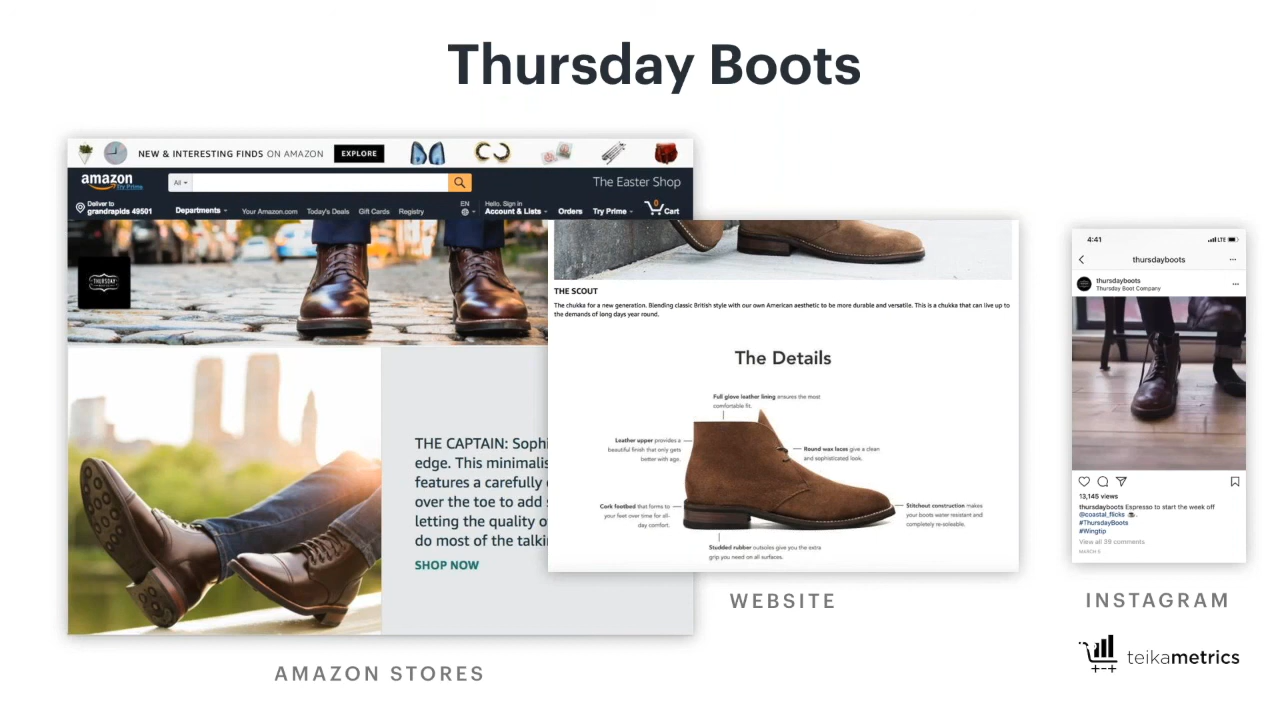 Thursday Boots
NEW & INTERESTING FINDS ON AMAZON EXPLORE
amazon
Try Prime
All
The Easter Shop
Deliver to
grandrapids 49501
Departments
Your Amazon.com
Today's Deals
Gift Cards
Registry
EN
Hello. Sign in
Account & Lists
Orders
Try Prime
0
Cart
THURSDAY
THE CAPTAIN: Sophi
edge. This minimalis
features a carefully
over the toe to add
letting the quality o
do most of the talki
SHOP NOW
AMAZON STORES
THE SCOUT
The chukka for a new generation. Blending classic British style with our own American aesthetic to be more durable and versatile. This is a chukka that can live up to
the demands of long days year round.
The Details
Full glove leather lining ensures the most
comfortable fit.
Leather upper provides a
beautiful finish that only gets
better with age.
Round wax laces give a clean
and sophisticated look.
Cork footbed that forms to
your feet over time for all-
day comfort.
Stitchout construction makes
your boots water resistant and
completely re-soleable.
Studded rubber outsoles give you the extra
grip you need on all surfaces.
WEBSITE
4:41
LTE
thursdayboots
thursdayboots
Thursday Boot Company
13,145 views
thursdayboots Espresso to start the week off
@coastal_flicks ☕.
#ThursdayBoots
#Wingtip
View all 39 comments
MARCH 5
INSTAGRAM
teikametrics